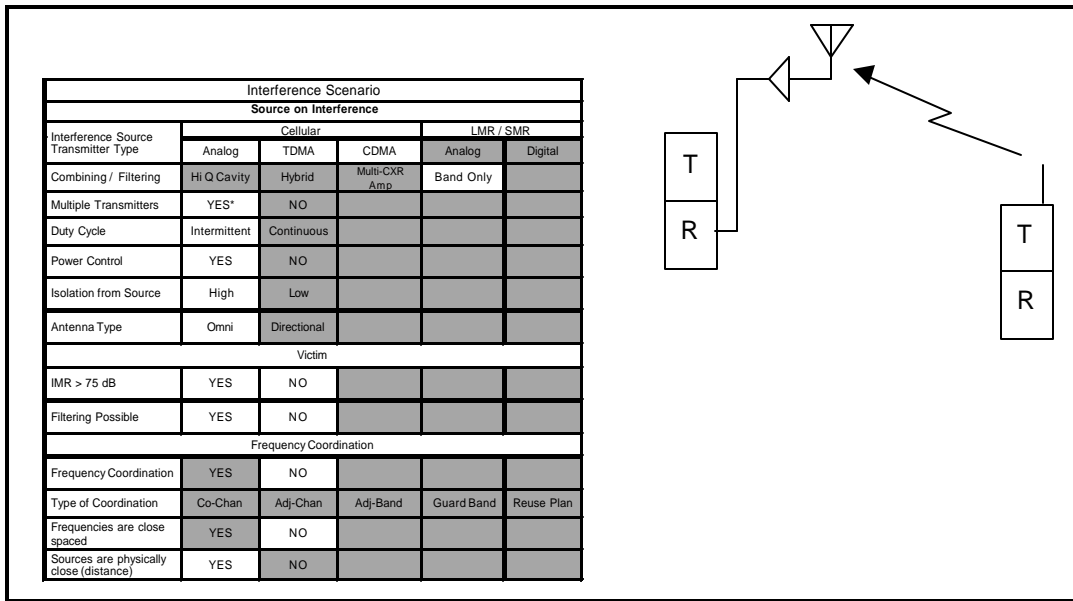 Interference Scenario
Source on Interference
Interference Source
Transmitter Type
Cellular
LMR / SMR
Analog
TDMA
CDMA
Analog
Digital
Combining / Filtering
Hi Q Cavity
Hybrid
Multi-CXR
Amp
Band Only
Multiple Transmitters
YES*
NO
Duty Cycle
Intermittent
Continuous
Power Control
YES
NO
Isolation from Source
High
Low
Antenna Type
Omni
Directional
Victim
IMR > 75 dB
YES
NO
Filtering Possible
YES
NO
Frequency Coordination
Frequency Coordination
YES
NO
Type of Coordination
Co-Chan
Adj-Chan
Adj-Band
Guard Band
Reuse Plan
Frequencies are close
spaced
YES
NO
Sources are physically
close (distance)
YES
NO
T
R
T
R